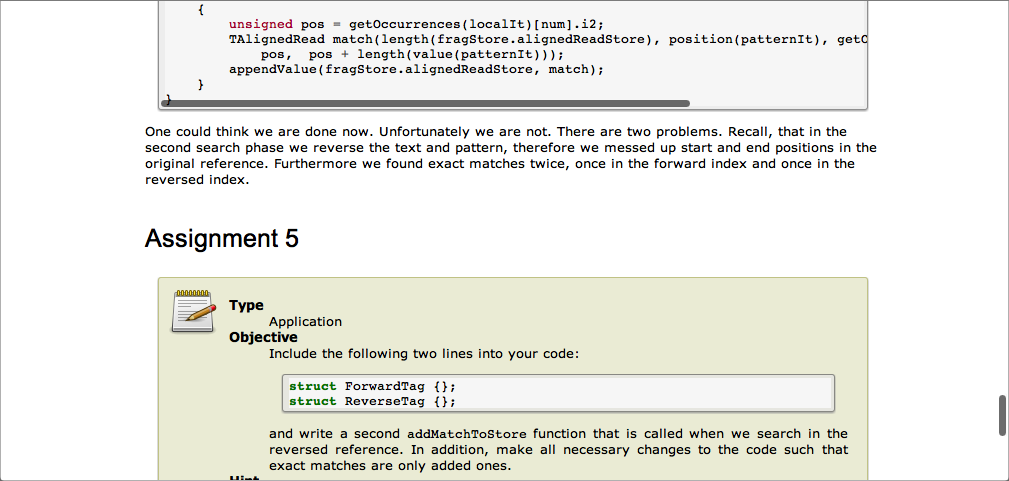 {
unsigned pos = getOccurrences(localIt)[num].i2;
TAlignedRead match(length(fragStore.alignedReadStore), position(patternIt), getO
pos,  pos + length(value(patternIt)));
appendValue(fragStore.alignedReadStore, match);
}
}
One could think we are done now. Unfortunately we are not. There are two problems. Recall, that in the
second search phase we reverse the text and pattern, therefore we messed up start and end positions in the
original reference. Furthermore we found exact matches twice, once in the forward index and once in the
reversed index.
Assignment 5
Type
Application
Objective
Include the following two lines into your code:
struct ForwardTag {};
struct ReverseTag {};
and write a second addMatchToStore function that is called when we search in the
reversed reference. In addition, make all necessary changes to the code such that
exact matches are only added ones.
Hint